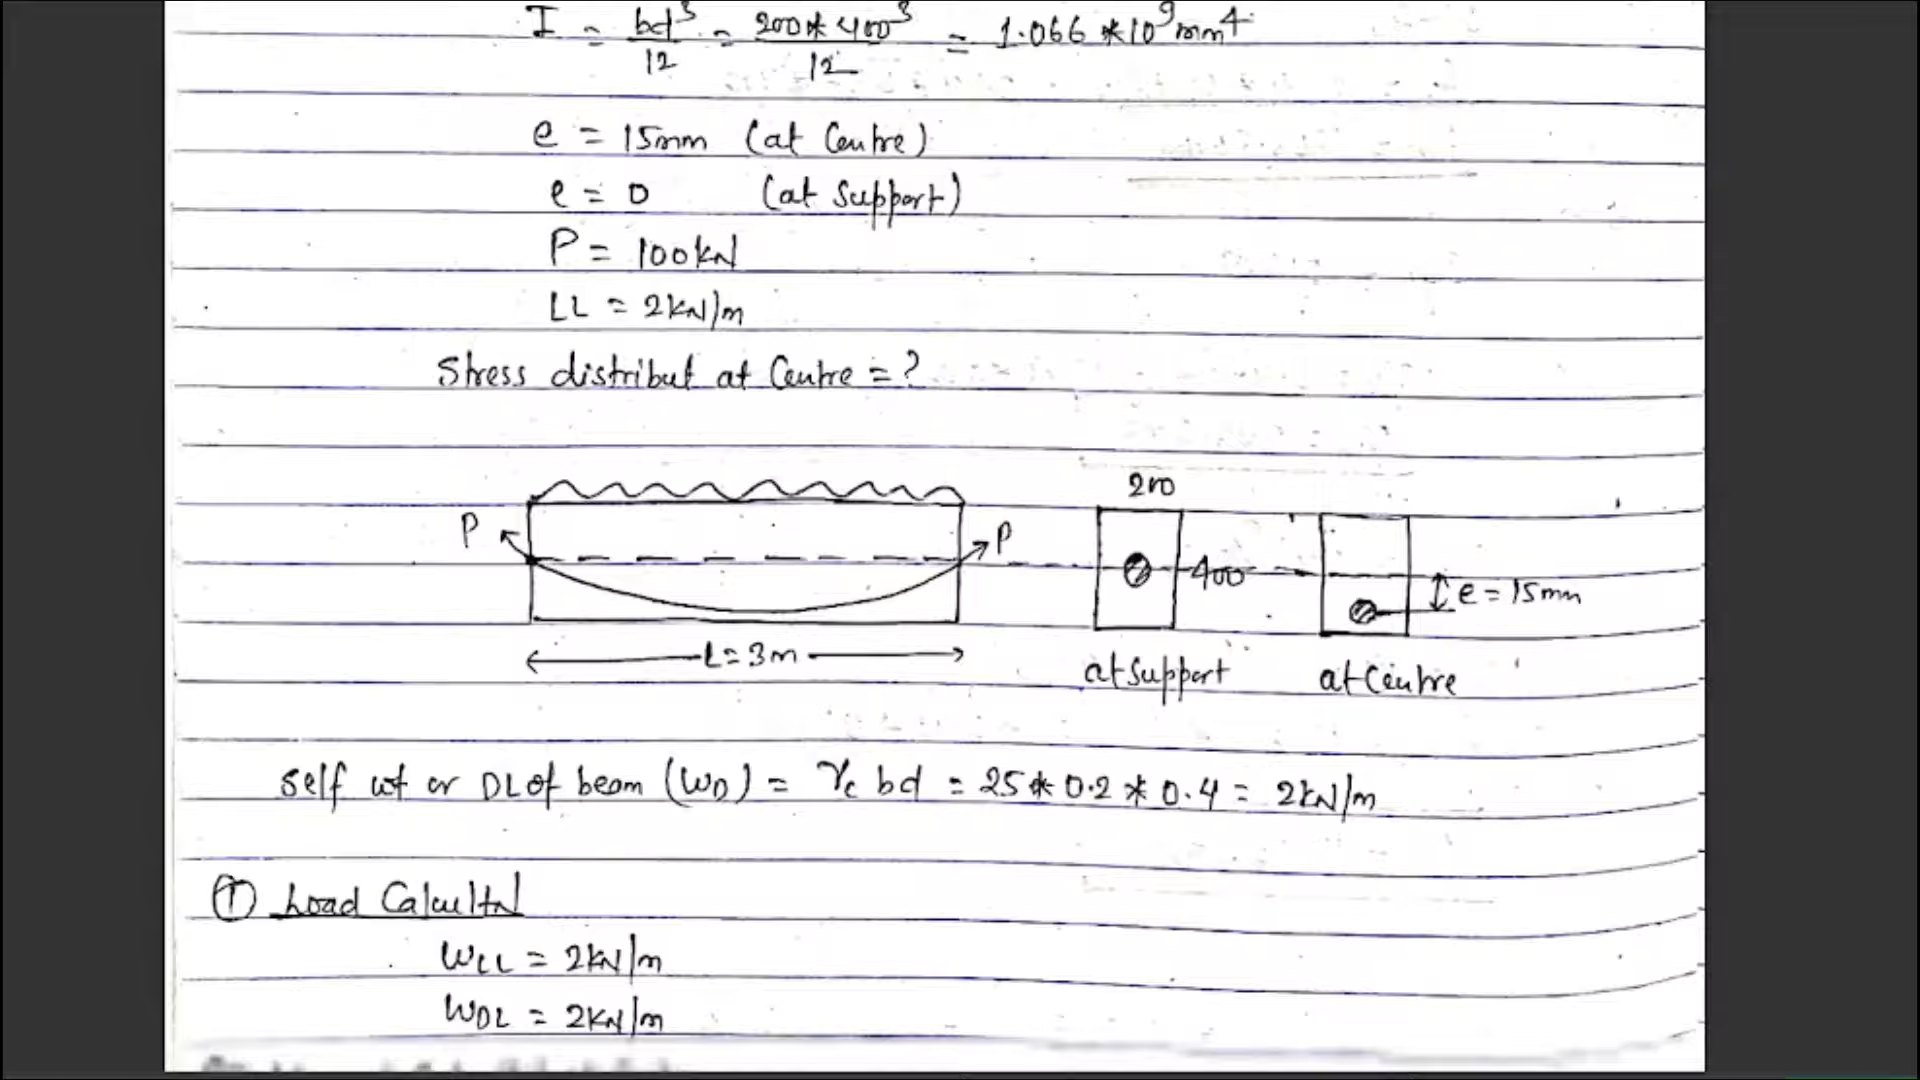 I = bd³/12 = 200*400³/12 = 1.066 *10⁹ mm⁴
e = 15mm (at Centre)
e = 0 (at Support)
P = 100kN
LL = 2kN/m
Stress distribut at Centre = ?
200
P P
400 e = 15mm
L=3m
at Support at Centre
Self wt or DL of beam (WD) = γc bd = 25*0.2*0.4 = 2kN/m
① Load Calcultn
WLL = 2kN/m
WDL = 2kN/m